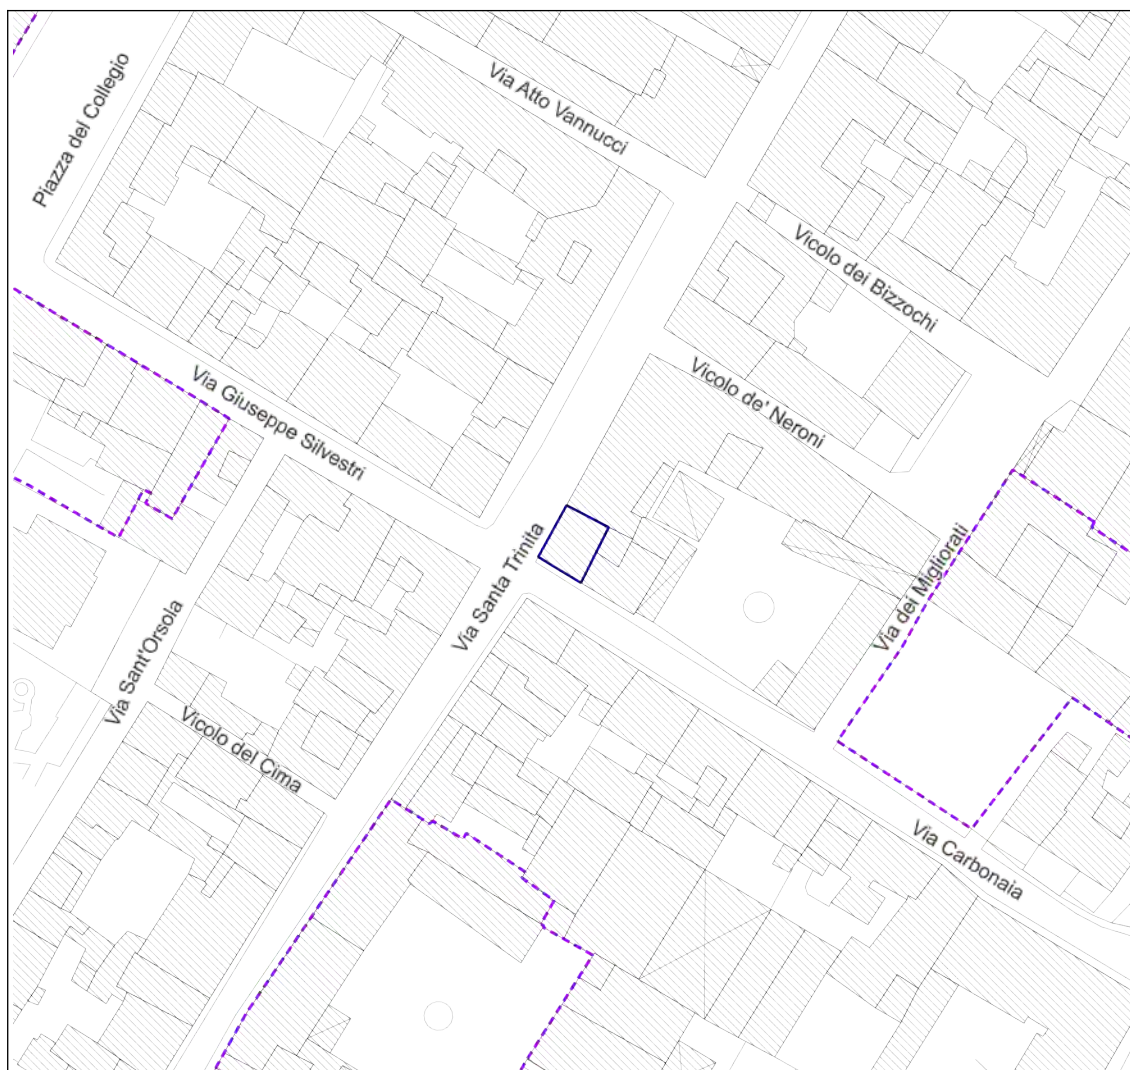 Piazza del Collegio
Via Atto Vannucci
Vicolo dei Bizzochi
Via Giuseppe Silvestri
Vicolo de' Neroni
Via Santa Trinita
Via dei Migliorati
Via Sant'Orsola
Vicolo del Cima
Via Carbonaia